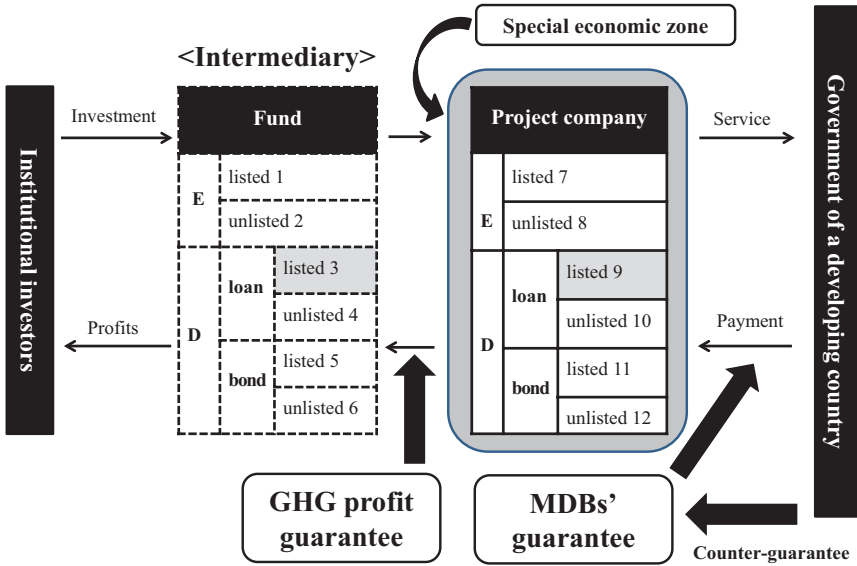 Special economic zone
<Intermediary>
Institutional investors
Investment
Profits
Fund
E
listed 1
unlisted 2
D
loan
listed 3
unlisted 4
bond
listed 5
unlisted 6
Project company
E
listed 7
unlisted 8
D
loan
listed 9
unlisted 10
bond
listed 11
unlisted 12
Service
Payment
Government of a developing country
GHG profit
guarantee
MDBs’
guarantee
Counter-guarantee